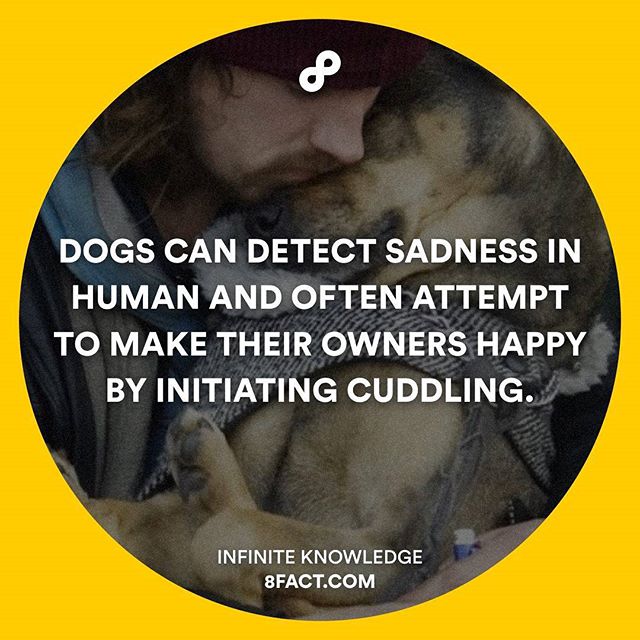 DOGS CAN DETECT SADNESS IN
HUMAN AND OFTEN ATTEMPT
TO MAKE THEIR OWNERS HAPPY
BY INITIATING CUDDLING.
INFINITE KNOWLEDGE
8FACT.COM